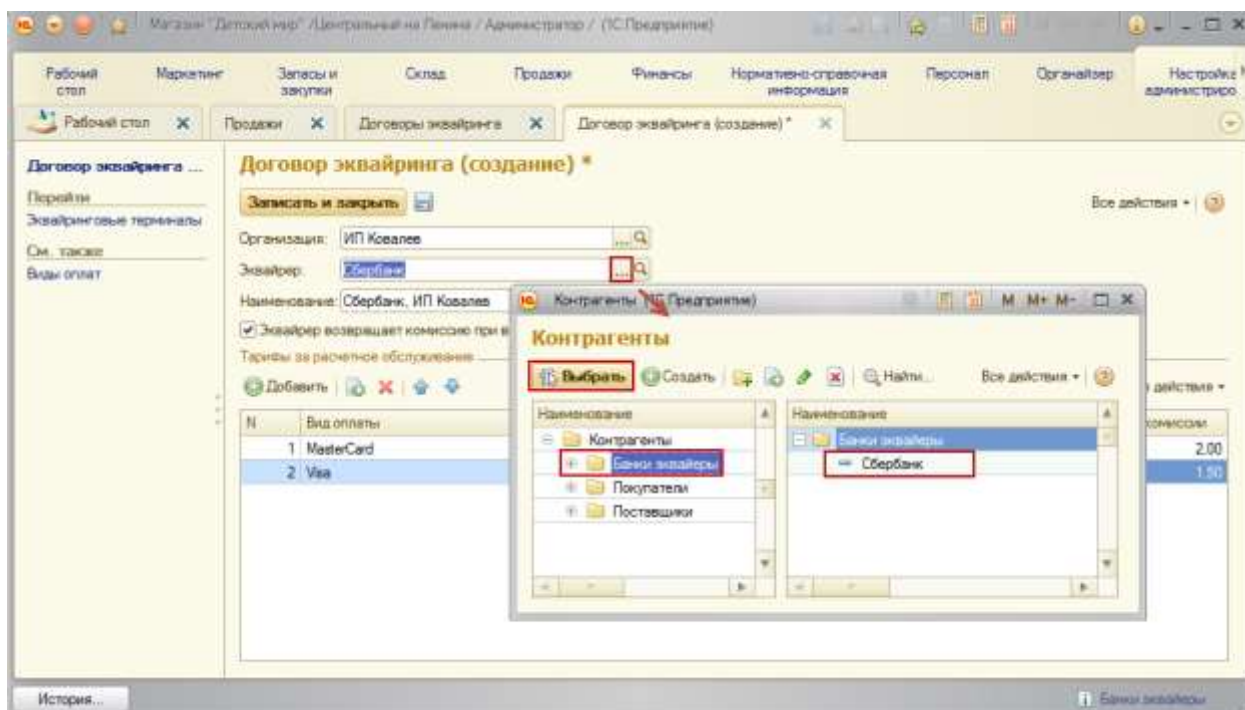 Магазин "Детский мир" /Центральный на Ленина / Администратор / (1С:Предприятие)
Рабочий стол
Маркетинг
Запасы и закупки
Склад
Продажи
Финансы
Нормативно-справочная информация
Персонал
Органайзер
Настройка администриро
Рабочий стол
Продажи
Договоры эквайринга
Договор эквайринга (создание) *
Договор эквайринга ...
Перейти
Эквайринговые терминалы
См. также
Виды оплат
Договор эквайринга (создание) *
Записать и закрыть
Все действия
Организация: ИП Ковалев
Эквайрер: Сбербанк
Наименование: Сбербанк, ИП Ковалев
Эквайрер возвращает комиссию при в
Тарифы за расчетное обслуживание
Добавить
действия
N Вид оплаты комиссии
1 MasterCard 2.00
2 Visa 1.50
Контрагенты (1С:Предприятие)
M M+ M-
Контрагенты
Выбрать Создать Найти... Все действия
Наименование
Контрагенты
Банки эквайеры
Покупатели
Поставщики
Наименование
Банки эквайеры
Сбербанк
История...
Банки эквайеры